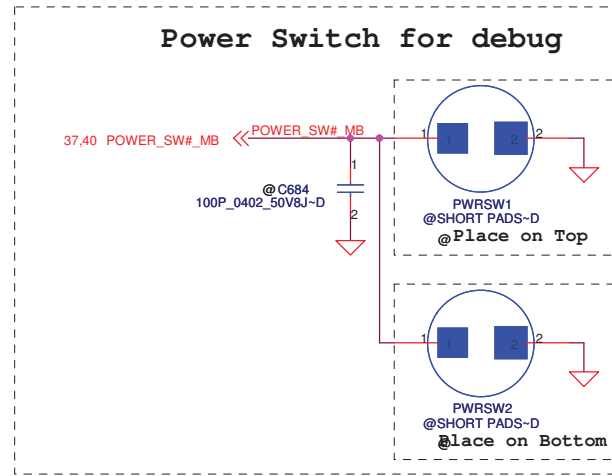 Power Switch for debug
37,40 POWER_SW#_MB
POWER_SW#_MB
1
1
2
2
1
@ C684
100P_0402_50V8J~D
2
PWRSW1
@SHORT PADS~D
@Place on Top
1
1
2
2
PWRSW2
@SHORT PADS~D
@Place on Bottom